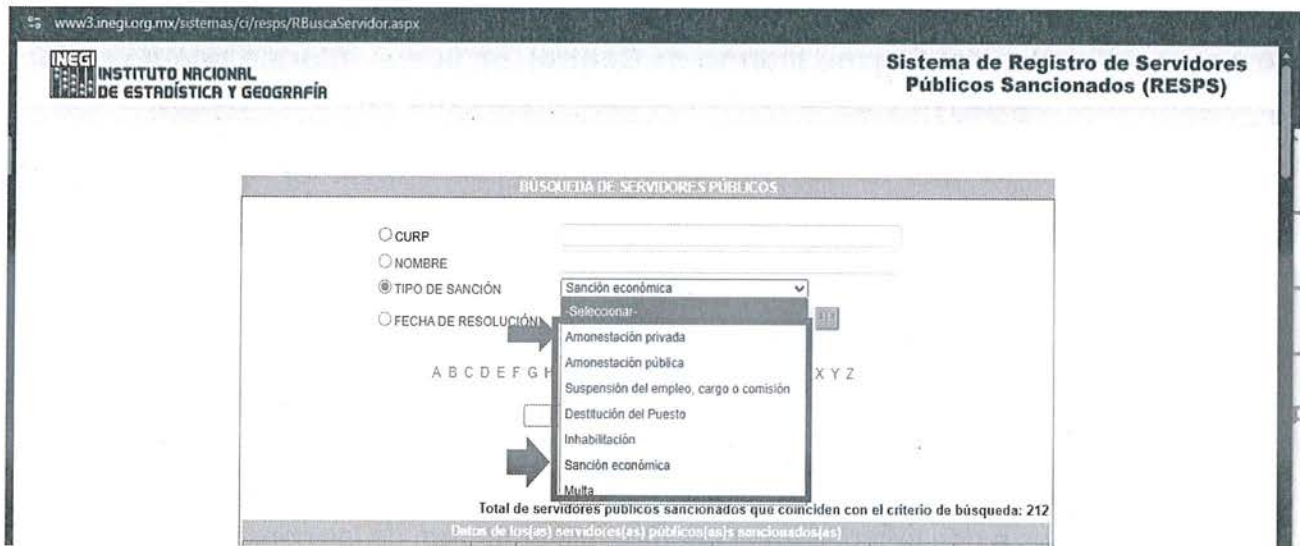 www3.inegi.org.mx/sistemas/ci/resps/RBuscaServidor.aspx
INEGI
INSTITUTO NACIONAL
DE ESTADÍSTICA Y GEOGRAFÍA
Sistema de Registro de Servidores
Públicos Sancionados (RESPS)
BÚSQUEDA DE SERVIDORES PÚBLICOS
CURP
NOMBRE
TIPO DE SANCIÓN
Sanción económica
FECHA DE RESOLUCIÓN
-Seleccionar-
Amonestación privada
Amonestación pública
A B C D E F G H
X Y Z
Suspensión del empleo, cargo o comisión
Destitución del Puesto
Inhabilitación
Sanción económica
Multa
Total de servidores públicos sancionados que coinciden con el criterio de búsqueda: 212
Datos de los(as) servidores(as) públicos(as)s sancionados(as)